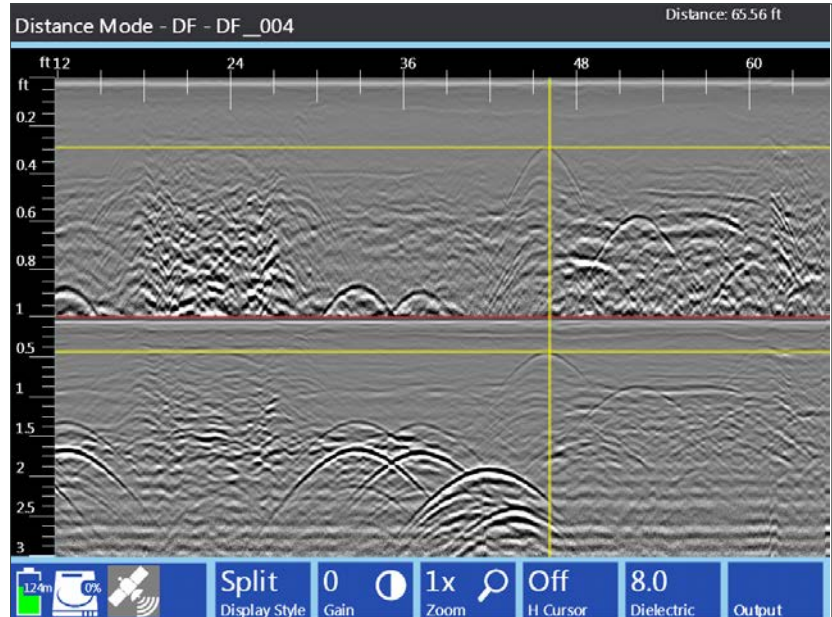 Distance Mode - DF - DF__004
Distance: 65.56 ft
ft 12 24 36 48 60
ft
0.2
0.4
0.6
0.8
1
0.5
1
1.5
2
2.5
3
124m
0%
Split
Display Style
0
Gain
1x
Zoom
Off
H Cursor
8.0
Dielectric
Output